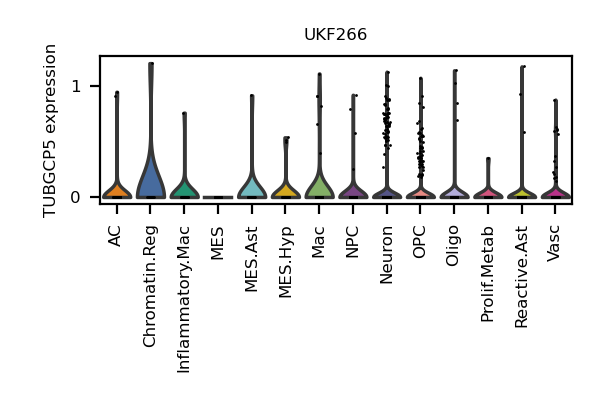 UKF266
TUBGCP5 expression
1
0
AC
Chromatin.Reg
Inflammatory.Mac
MES
MES.Ast
MES.Hyp
Mac
NPC
Neuron
OPC
Oligo
Prolif.Metab
Reactive.Ast
Vasc